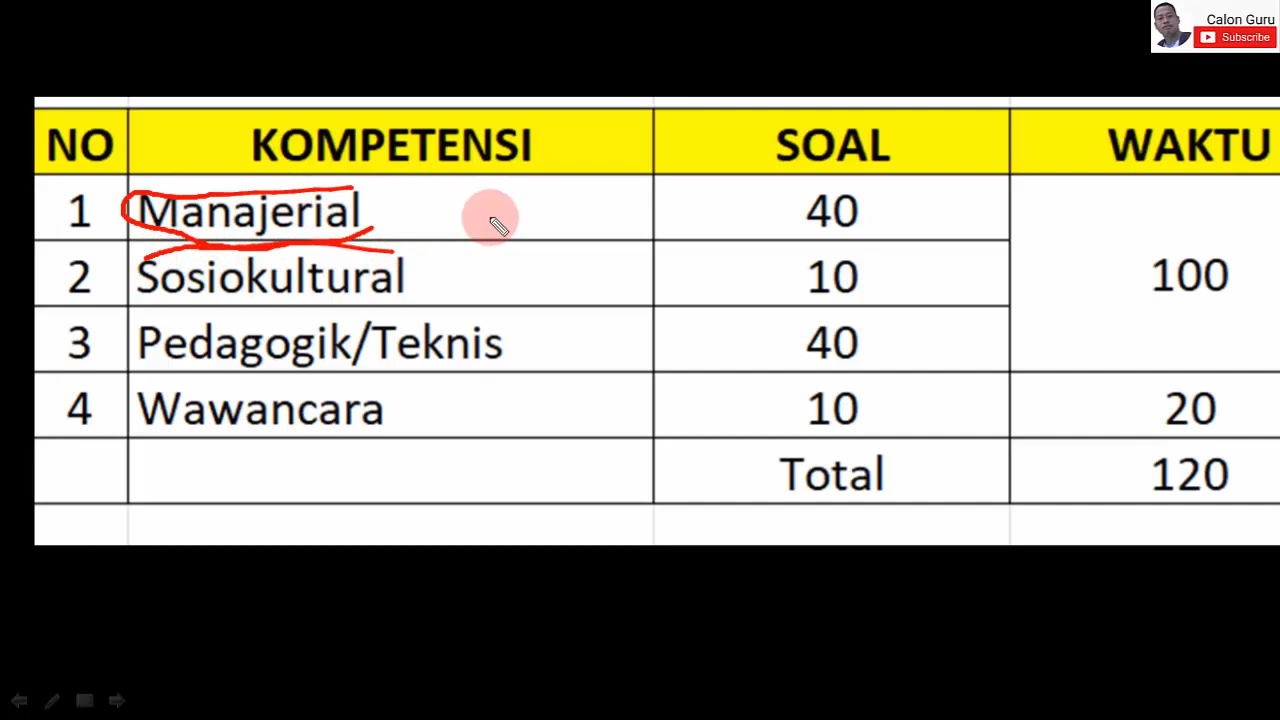 Calon Guru
Subscribe
NO KOMPETENSI SOAL WAKTU
1 Manajerial 40
2 Sosiokultural 10 100
3 Pedagogik/Teknis 40
4 Wawancara 10 20
Total 120